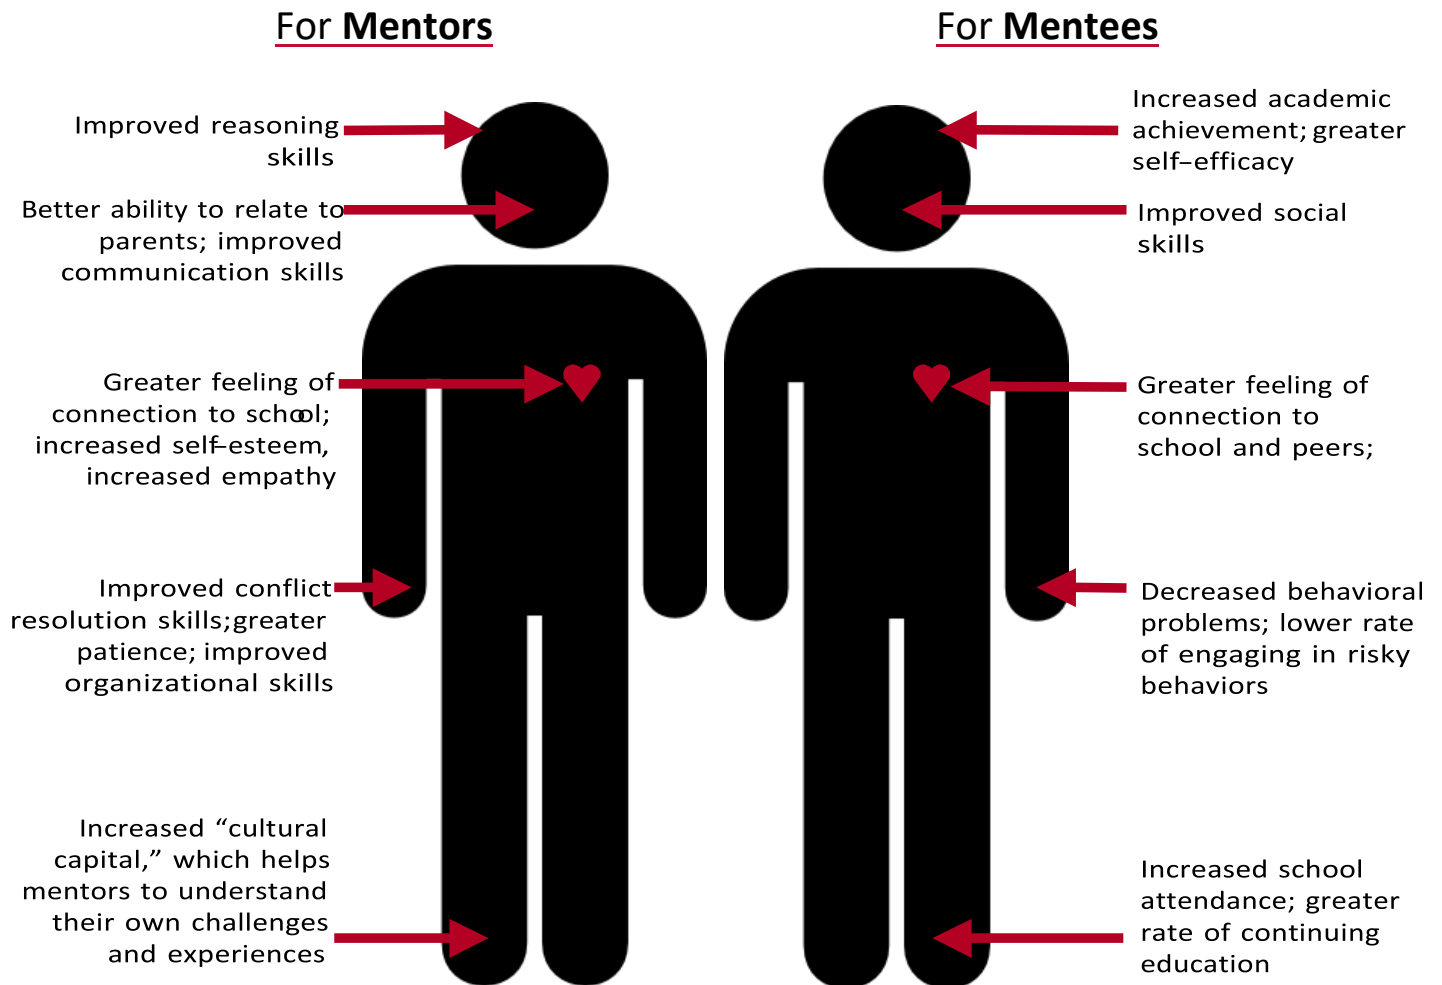 For Mentors
Improved reasoning
skills
Better ability to relate to
parents; improved
communication skills
Greater feeling of
connection to school;
increased self-esteem,
increased empathy
Improved conflict
resolution skills;greater
patience; improved
organizational skills
Increased “cultural
capital,” which helps
mentors to understand
their own challenges
and experiences
For Mentees
Increased academic
achievement; greater
self-efficacy
Improved social
skills
Greater feeling of
connection to
school and peers;
Decreased behavioral
problems; lower rate
of engaging in risky
behaviors
Increased school
attendance; greater
rate of continuing
education